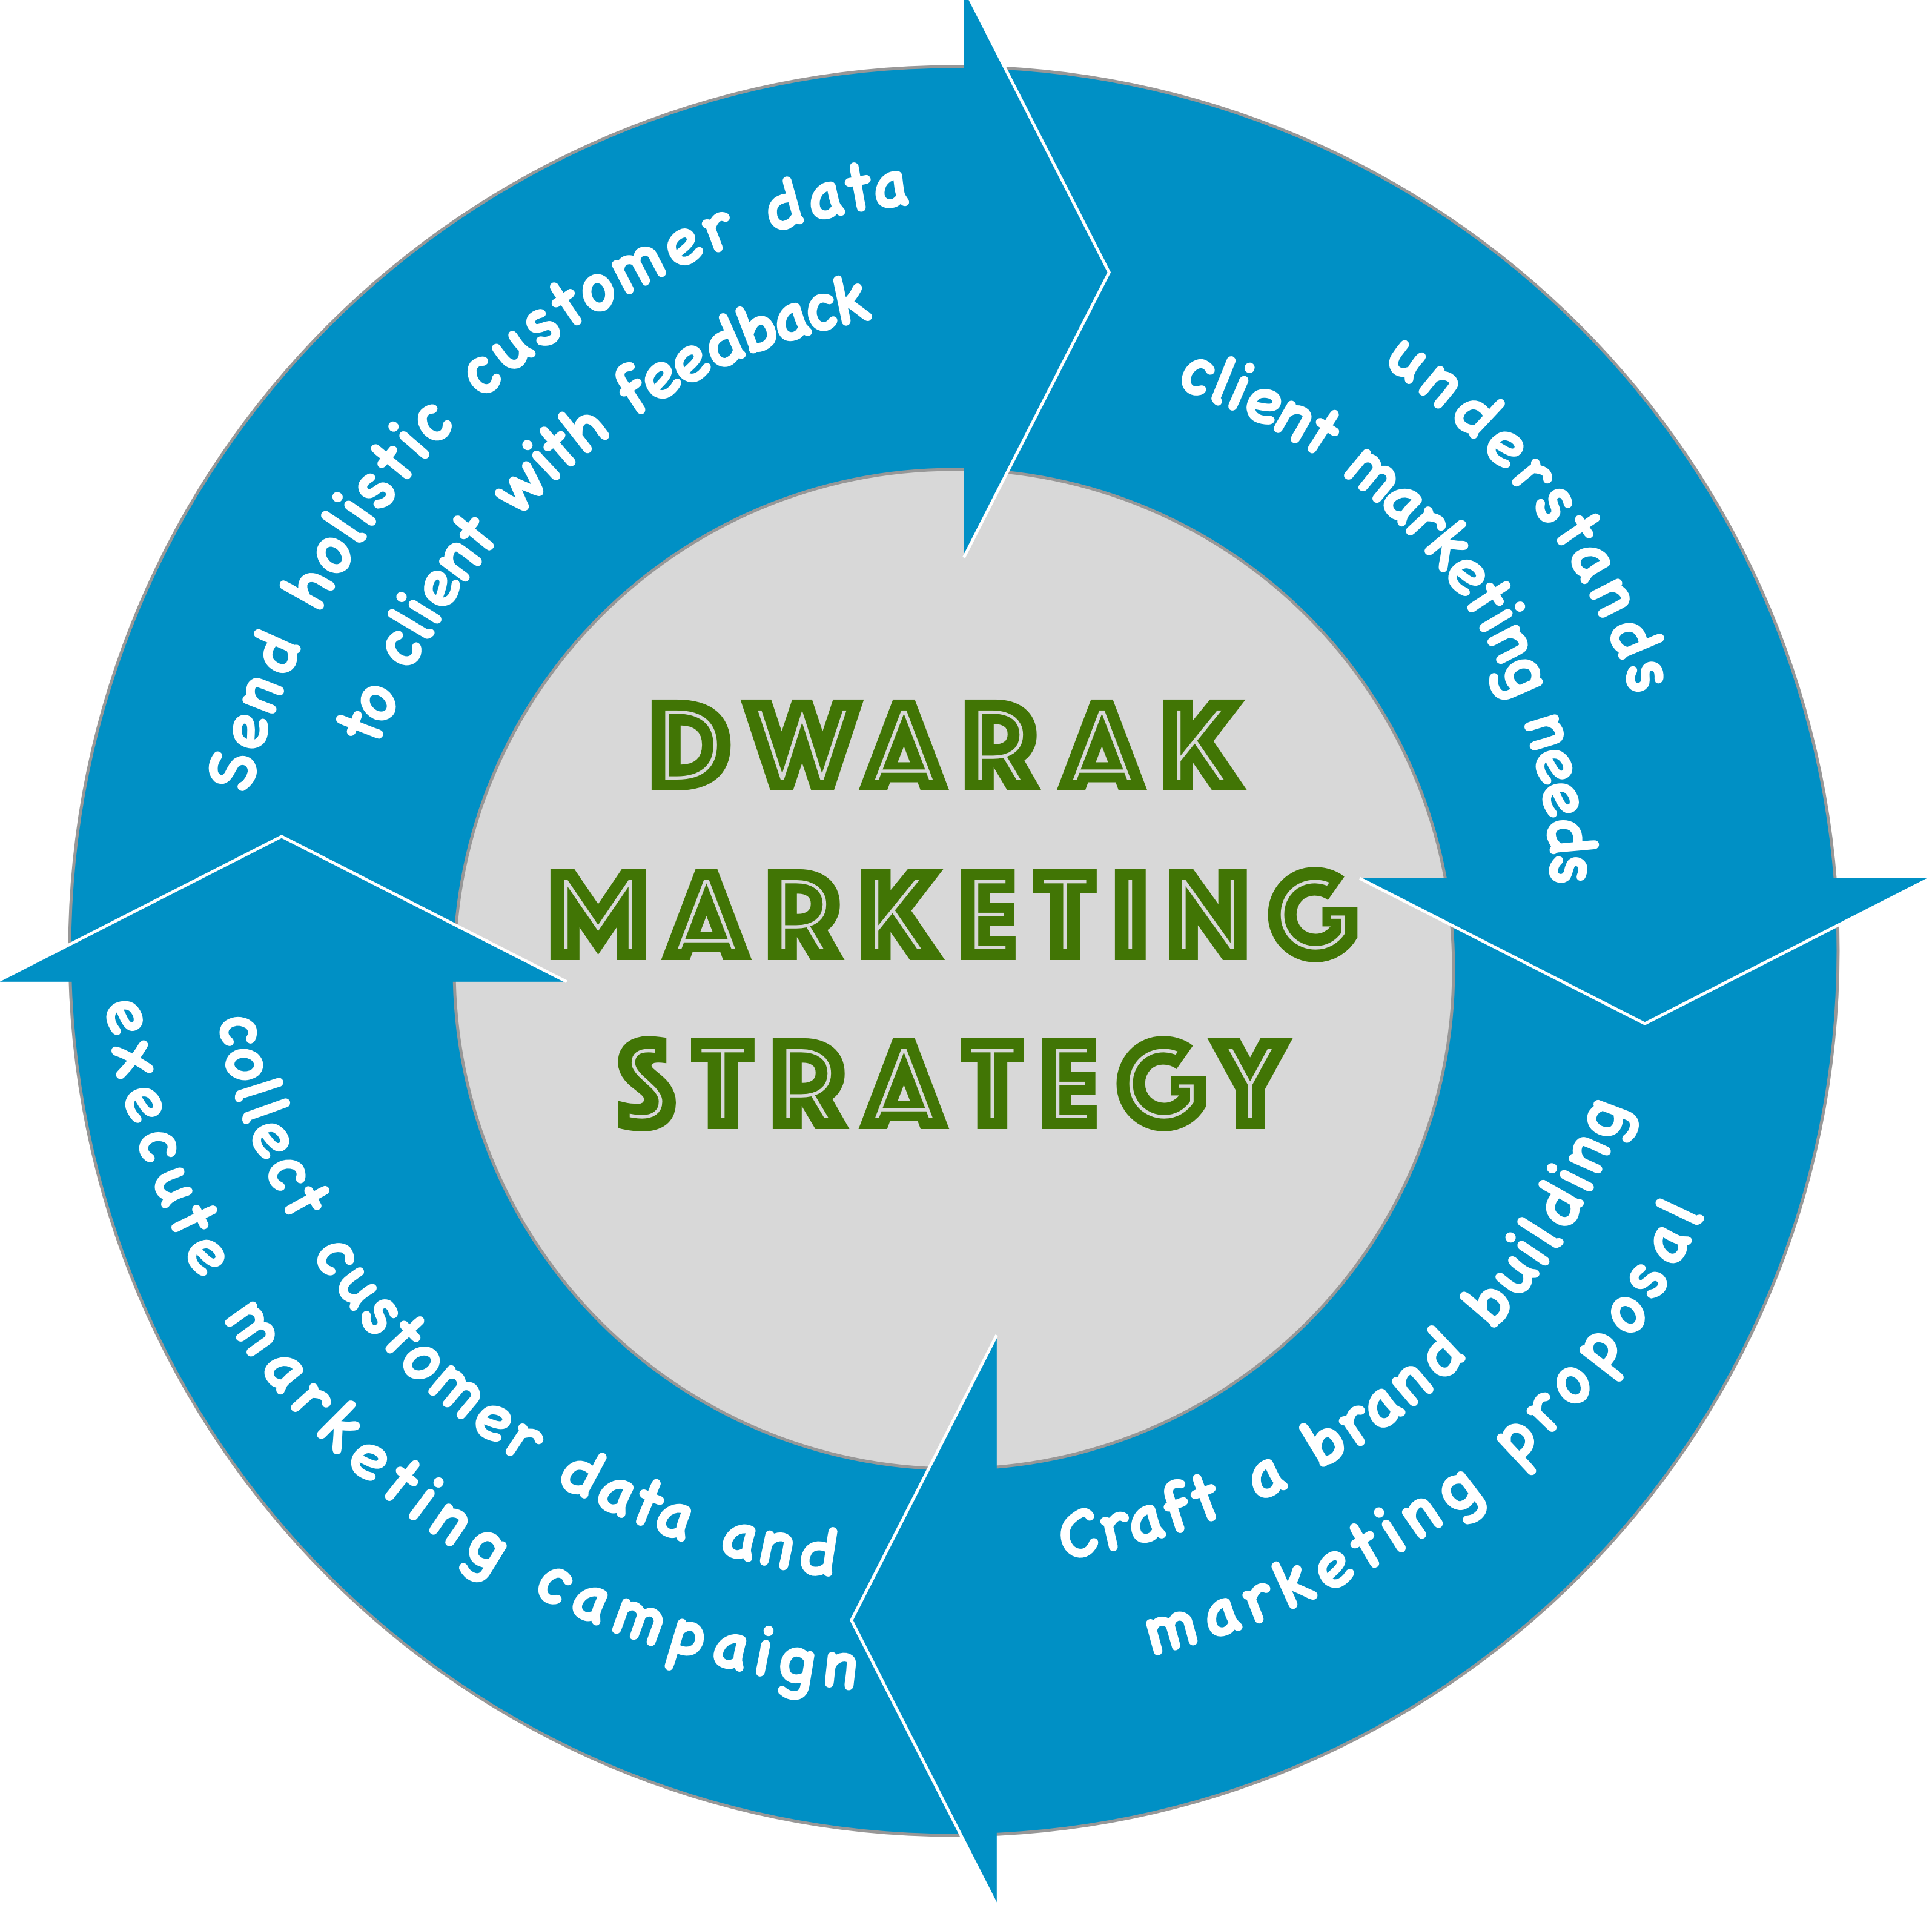 DWARAK
MARKETING
STRATEGY
understands
client marketing needs
Craft a brand building
marketing proposal
collect customer data and
execute marketing campaign
Send holistic customer data
to client with feedback